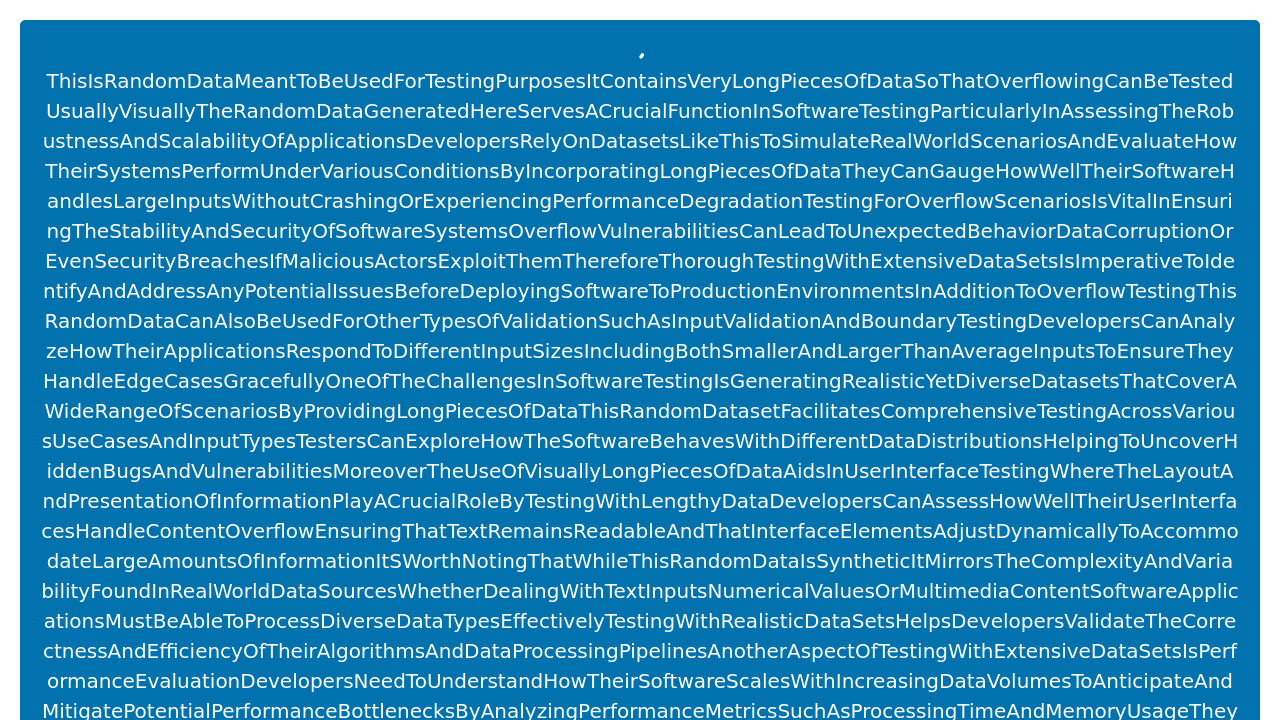 ThisIsRandomDataMeantToBeUsedForTestingPurposesItContainsVeryLongPiecesOfDataSoThatOverflowingCanBeTested
UsuallyVisuallyTheRandomDataGeneratedHereServesACrucialFunctionInSoftwareTestingParticularlyInAssessingTheRob
ustnessAndScalabilityOfApplicationsDevelopersRelyOnDatasetsLikeThisToSimulateRealWorldScenariosAndEvaluateHow
TheirSystemsPerformUnderVariousConditionsByIncorporatingLongPiecesOfDataTheyCanGaugeHowWellTheirSoftwareH
andlesLargeInputsWithoutCrashingOrExperiencingPerformanceDegradationTestingForOverflowScenariosIsVitalInEnsuri
ngTheStabilityAndSecurityOfSoftwareSystemsOverflowVulnerabilitiesCanLeadToUnexpectedBehaviorDataCorruptionOr
EvenSecurityBreachesIfMaliciousActorsExploitThemThereforeThoroughTestingWithExtensiveDataSetsIsImperativeToIde
ntifyAndAddressAnyPotentialIssuesBeforeDeployingSoftwareToProductionEnvironmentsInAdditionToOverflowTestingThis
RandomDataCanAlsoBeUsedForOtherTypesOfValidationSuchAsInputValidationAndBoundaryTestingDevelopersCanAnaly
zeHowTheirApplicationsRespondToDifferentInputSizesIncludingBothSmallerAndLargerThanAverageInputsToEnsureThey
HandleEdgeCasesGracefullyOneOfTheChallengesInSoftwareTestingIsGeneratingRealisticYetDiverseDatasetsThatCoverA
WideRangeOfScenariosByProvidingLongPiecesOfDataThisRandomDatasetFacilitatesComprehensiveTestingAcrossVariou
sUseCasesAndInputTypesTestersCanExploreHowTheSoftwareBehavesWithDifferentDataDistributionsHelpingToUncoverH
iddenBugsAndVulnerabilitiesMoreoverTheUseOfVisuallyLongPiecesOfDataAidsInUserInterfaceTestingWhereTheLayoutA
ndPresentationOfInformationPlayACrucialRoleByTestingWithLengthyDataDevelopersCanAssessHowWellTheirUserInterfa
cesHandleContentOverflowEnsuringThatTextRemainsReadableAndThatInterfaceElementsAdjustDynamicallyToAccommo
dateLargeAmountsOfInformationItSWorthNotingThatWhileThisRandomDataIsSyntheticItMirrorsTheComplexityAndVaria
bilityFoundInRealWorldDataSourcesWhetherDealingWithTextInputsNumericalValuesOrMultimediaContentSoftwareApplic
ationsMustBeAbleToProcessDiverseDataTypesEffectivelyTestingWithRealisticDataSetsHelpsDevelopersValidateTheCorre
ctnessAndEfficiencyOfTheirAlgorithmsAndDataProcessingPipelinesAnotherAspectOfTestingWithExtensiveDataSetsIsPerf
ormanceEvaluationDevelopersNeedToUnderstandHowTheirSoftwareScalesWithIncreasingDataVolumesToAnticipateAnd
MitigatePotentialPerformanceBottlenecksByAnalyzingPerformanceMetricsSuchAsProcessingTimeAndMemoryUsageThey